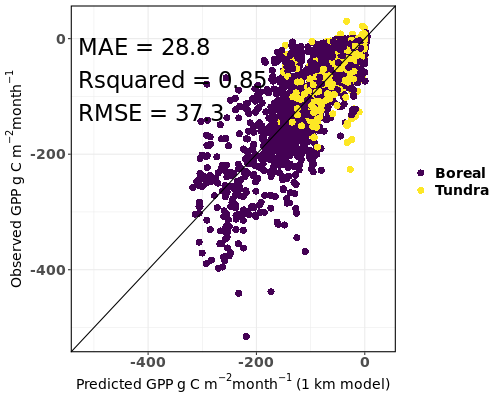 MAE = 28.8
Rsquared = 0.85
RMSE = 37.3
0
-200
-400
Observed GPP g C m⁻²month⁻¹
-400 -200 0
Predicted GPP g C m⁻²month⁻¹ (1 km model)
Boreal
Tundra